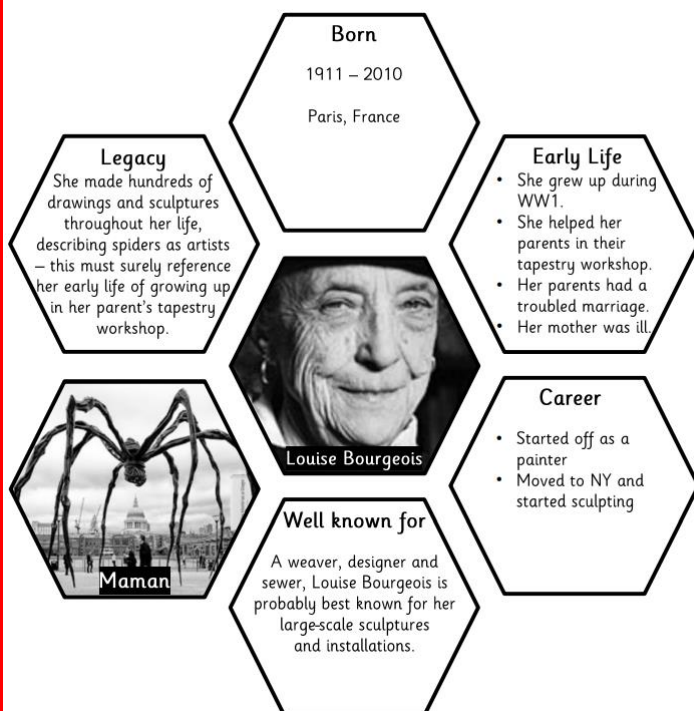 Born
1911 – 2010
Paris, France
Legacy
She made hundreds of
drawings and sculptures
throughout her life,
describing spiders as artists
– this must surely reference
her early life of growing up
in her parent's tapestry
workshop.
Early Life
• She grew up during
WW1.
• She helped her
parents in their
tapestry workshop.
• Her parents had a
troubled marriage.
• Her mother was ill.
Louise Bourgeois
Maman
Career
• Started off as a
painter
• Moved to NY and
started sculpting
Well known for
A weaver, designer and
sewer, Louise Bourgeois is
probably best known for her
large-scale sculptures
and installations.